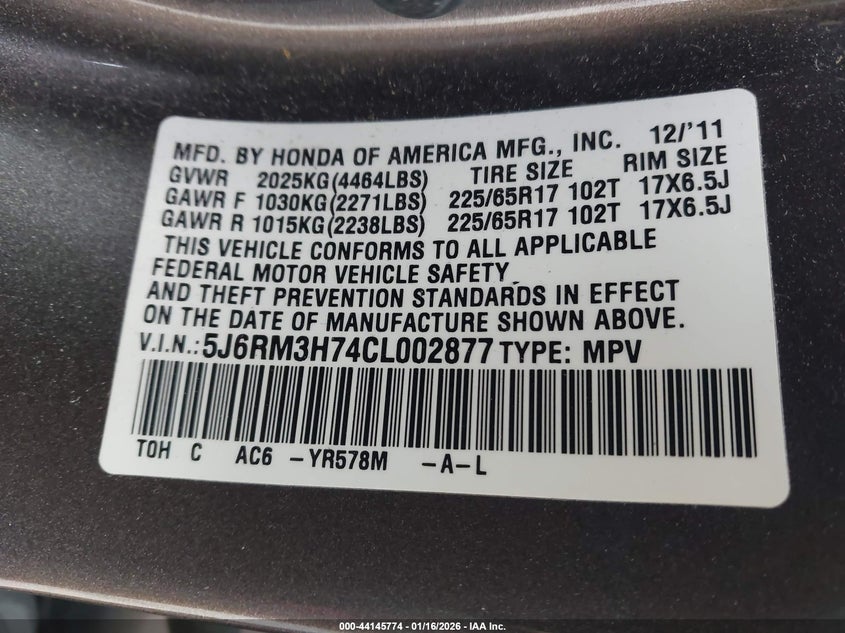 MFD. BY HONDA OF AMERICA MFG., INC. 12/'11
GVWR 2025KG(4464LBS) TIRE SIZE RIM SIZE
GAWR F 1030KG(2271LBS) 225/65R17 102T 17X6.5J
GAWR R 1015KG(2238LBS) 225/65R17 102T 17X6.5J
THIS VEHICLE CONFORMS TO ALL APPLICABLE
FEDERAL MOTOR VEHICLE SAFETY
AND THEFT PREVENTION STANDARDS IN EFFECT
ON THE DATE OF MANUFACTURE SHOWN ABOVE.
V.I.N.:5J6RM3H74CL002877 TYPE: MPV
TOH C AC6 -YR578M -A-L
000-44145774 - 01/16/2026 - IAA Inc.